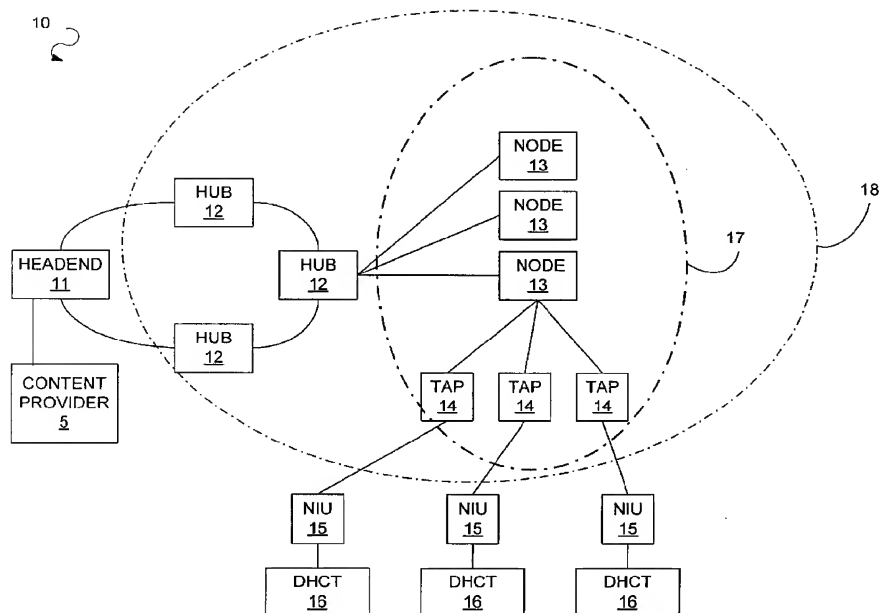 10
NODE
13
HUB
12
NODE
13
18
17
HEADEND
11
HUB
12
NODE
13
HUB
12
CONTENT
PROVIDER
5
TAP
14
TAP
14
TAP
14
NIU
15
NIU
15
NIU
15
DHCT
16
DHCT
16
DHCT
16